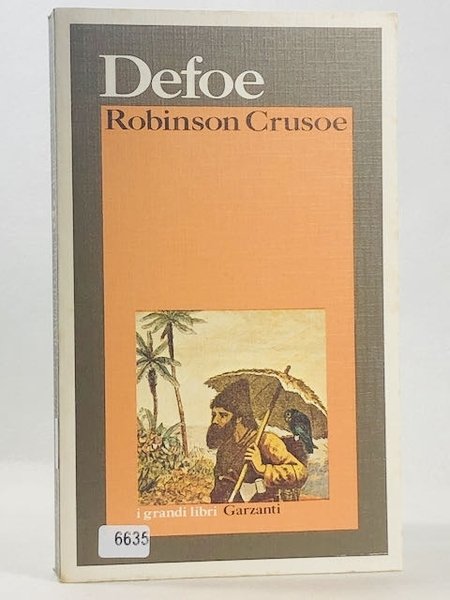 Defoe
Robinson Crusoe
i grandi libri Garzanti
6635